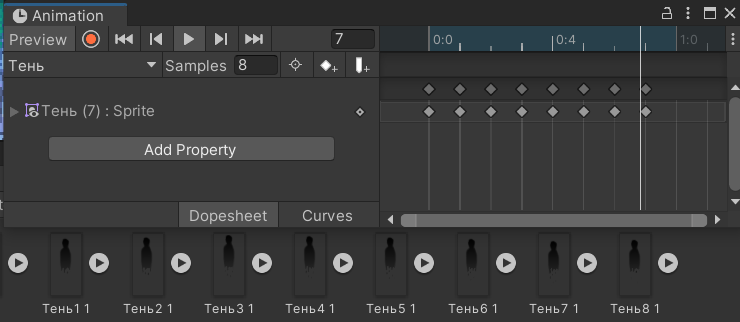 Animation
Preview 7 0:0 0:4 1:0
Тень Samples 8
Тень (7) : Sprite
Add Property
Dopesheet Curves
Тень1 1 Тень2 1 Тень3 1 Тень4 1 Тень5 1 Тень6 1 Тень7 1 Тень8 1